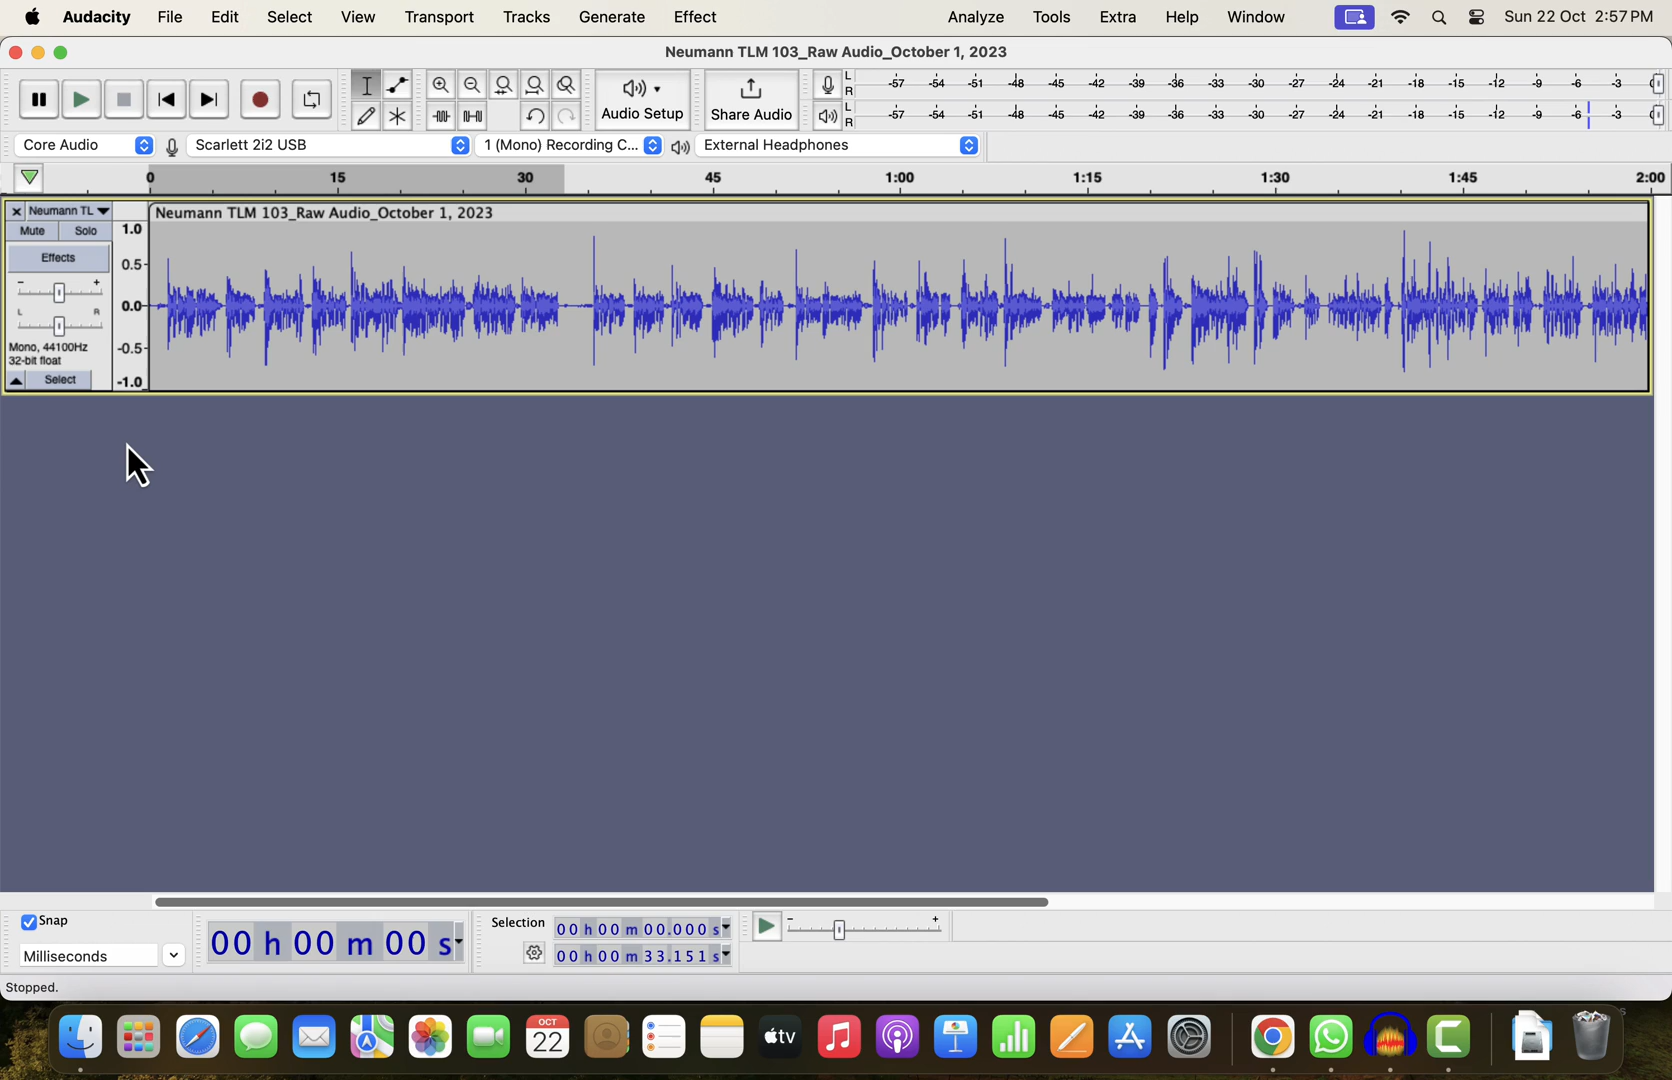 Audacity File Edit Select View Transport Tracks Generate Effect Analyze Tools Extra Help Window Sun 22 Oct 2:57 PM
Neumann TLM 103_Raw Audio_October 1, 2023
L
R
-57 -54 -51 -48 -45 -42 -39 -36 -33 -30 -27 -24 -21 -18 -15 -12 -9 -6 -3 0
Audio Setup
Share Audio
L
R
-57 -54 -51 -48 -45 -42 -39 -36 -33 -30 -27 -24 -21 -18 -15 -12 -9 -6 -3 0
Core Audio Scarlett 2i2 USB 1 (Mono) Recording C... External Headphones
0 15 30 45 1:00 1:15 1:30 1:45 2:00
Neumann TL
Neumann TLM 103_Raw Audio_October 1, 2023
Mute Solo
Effects
- +
L R
Mono, 44100Hz
32-bit float
Select
1.0
0.5
0.0
-0.5
-1.0
Snap
Milliseconds
00 h 00 m 00 s
Selection
00 h 00 m 00.000 s
00 h 00 m 33.151 s
- +
Stopped.
OCT
22
tv